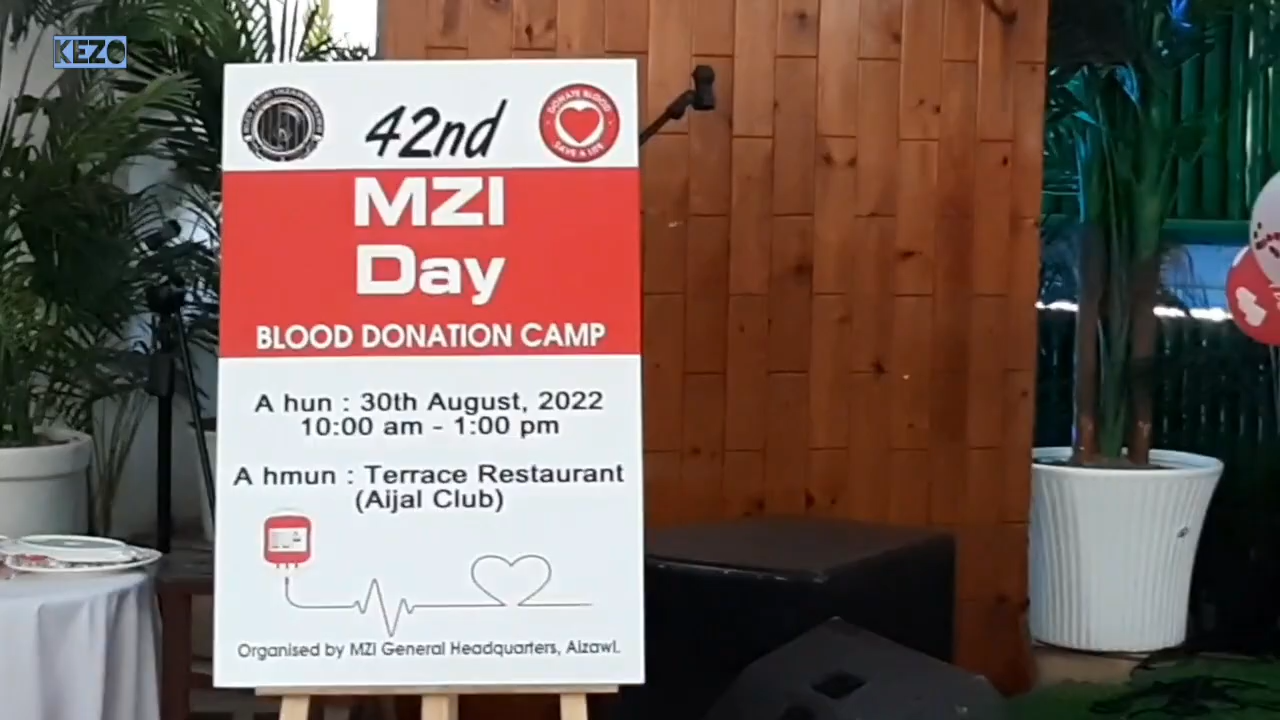 KEZO
42nd
DONATE BLOOD
SAVE A LIFE
MZI
Day
BLOOD DONATION CAMP
A hun : 30th August, 2022
10:00 am - 1:00 pm
A hmun : Terrace Restaurant
(Aijal Club)
Organised by MZI General Headquarters, Aizawl.